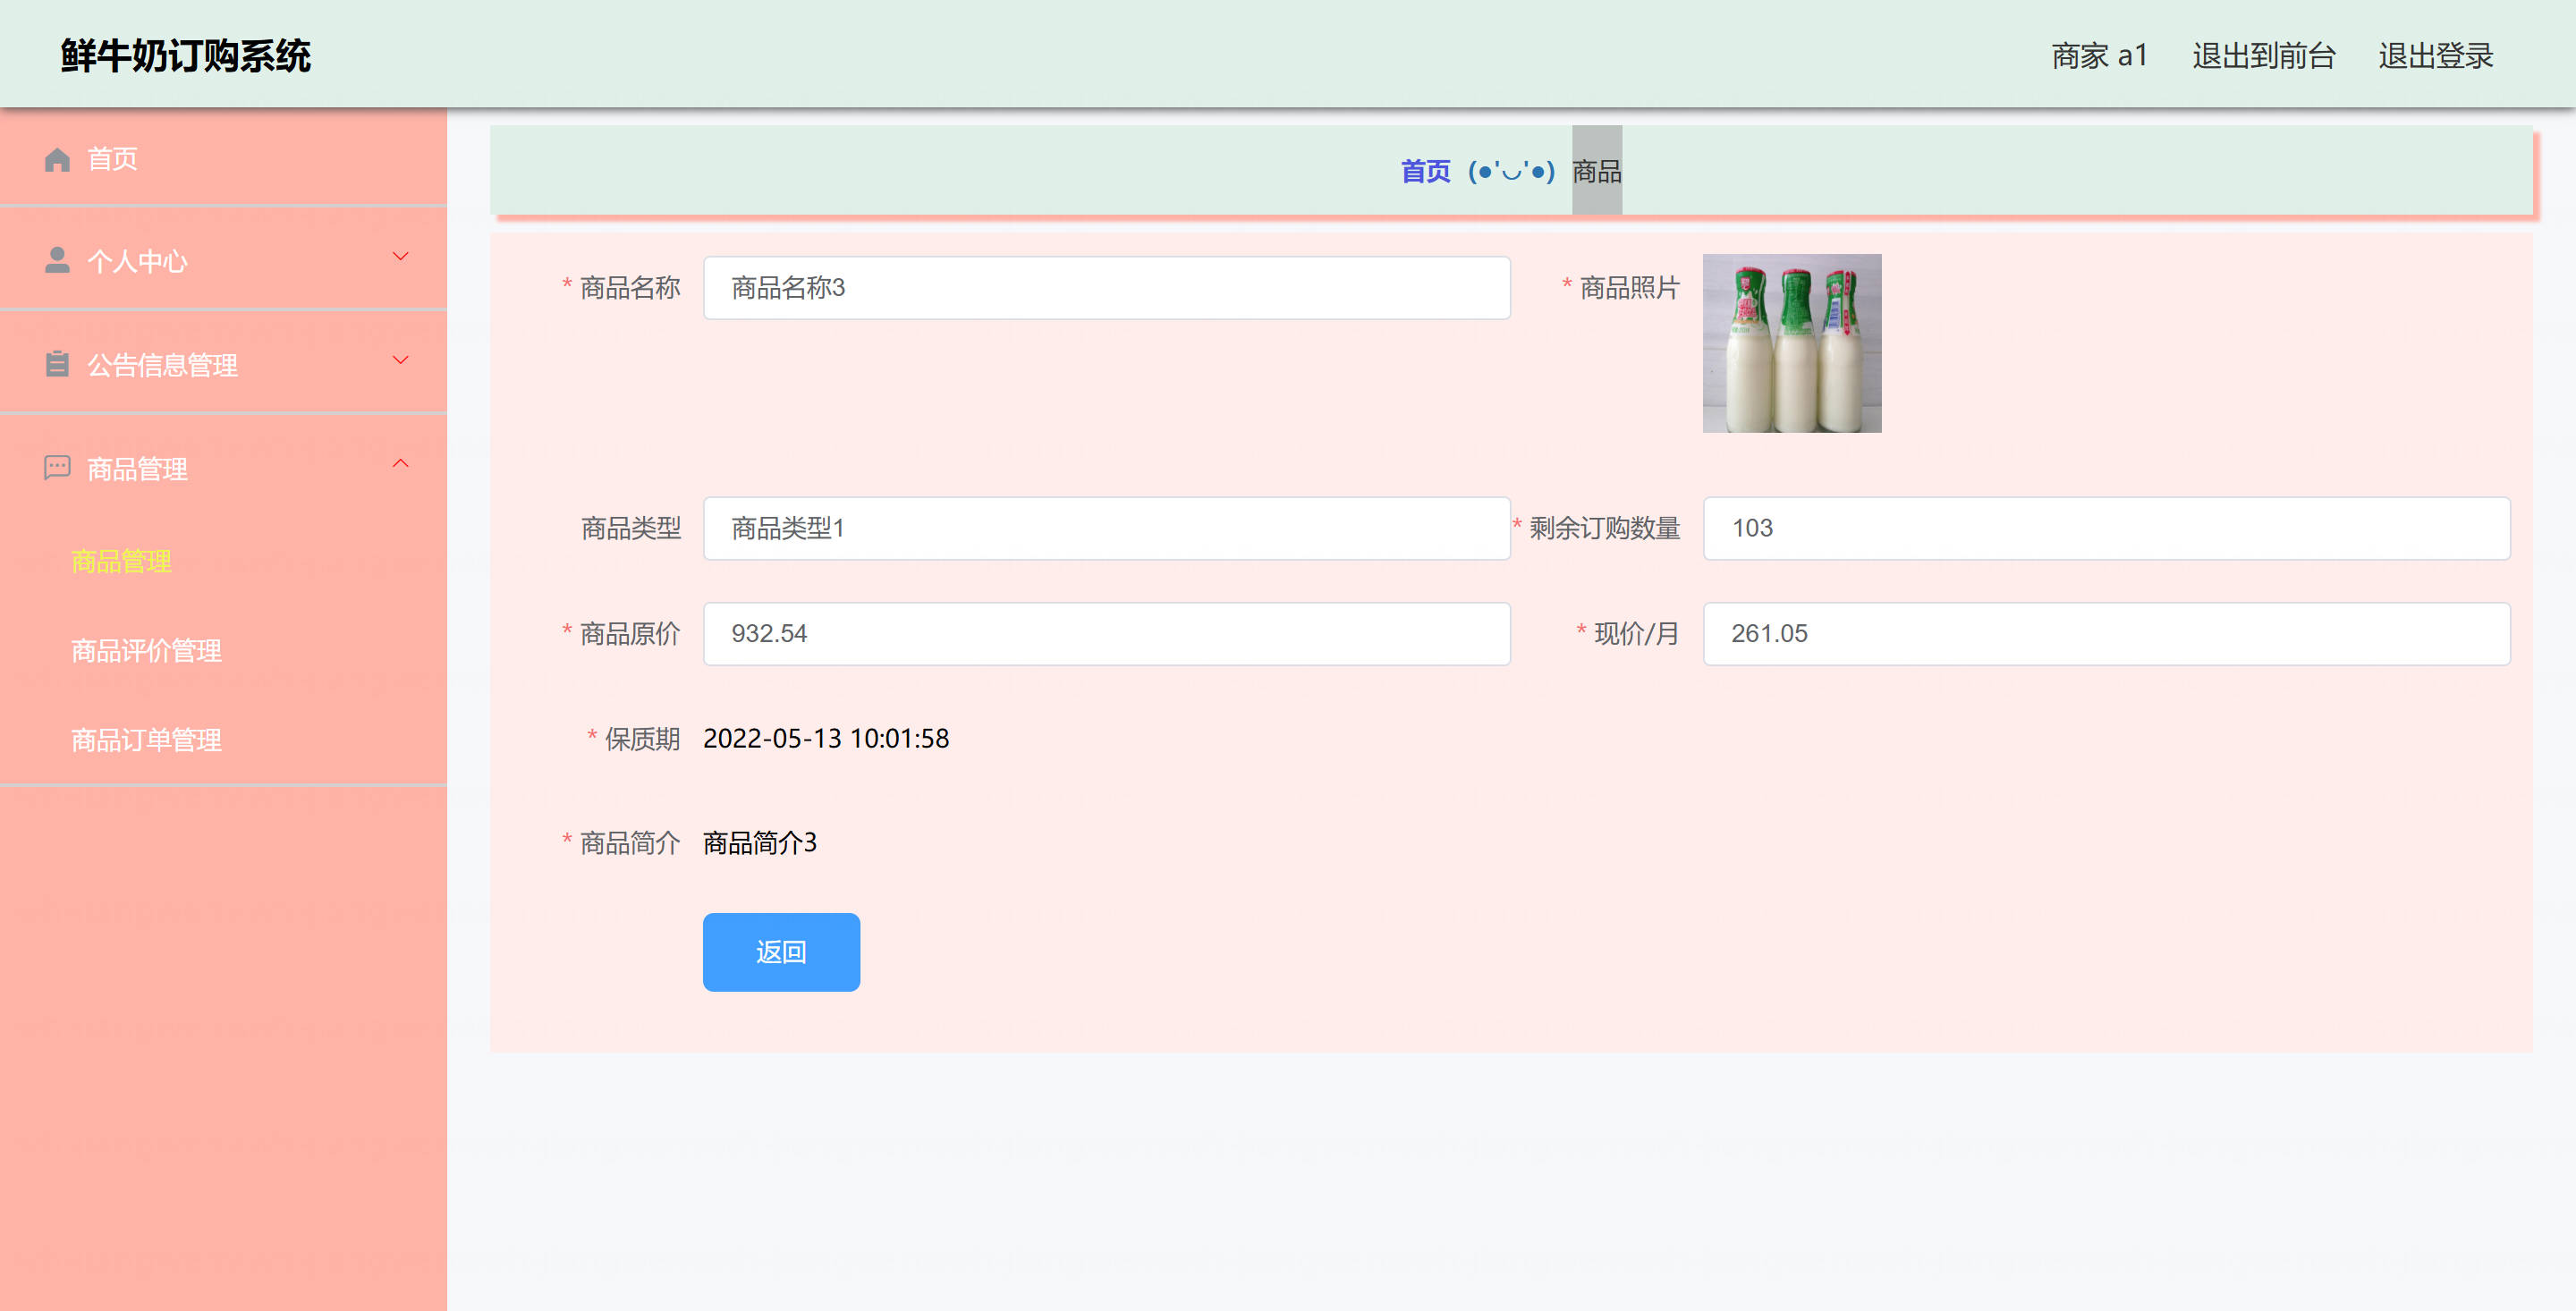 鲜牛奶订购系统
商家 a1 退出到前台 退出登录
首页
个人中心
公告信息管理
商品管理
商品管理
商品评价管理
商品订单管理
首页 (●'◡'●) 商品
* 商品名称 商品名称3
* 商品照片
商品类型 商品类型1
* 剩余订购数量 103
* 商品原价 932.54
* 现价/月 261.05
* 保质期 2022-05-13 10:01:58
* 商品简介 商品简介3
返回